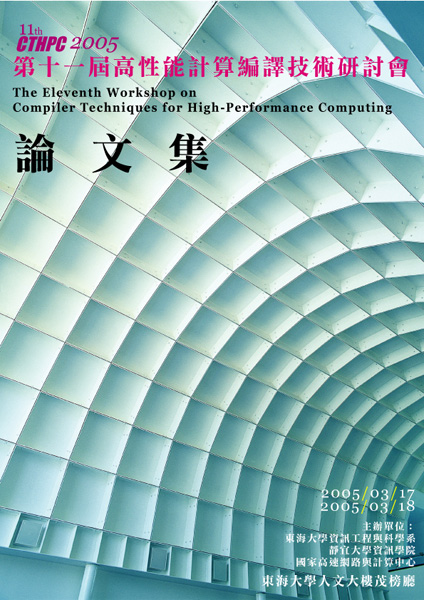 11th
CTHPC 2005
第十一屆高性能計算編譯技術研討會
The Eleventh Workshop on
Compiler Techniques for High-Performance Computing
論文集
2005/03/17
2005/03/18
主辦單位：
東海大學資訊工程與科學系
靜宜大學資訊學院
國家高速網路與計算中心
東海大學人文大樓茂榜廳